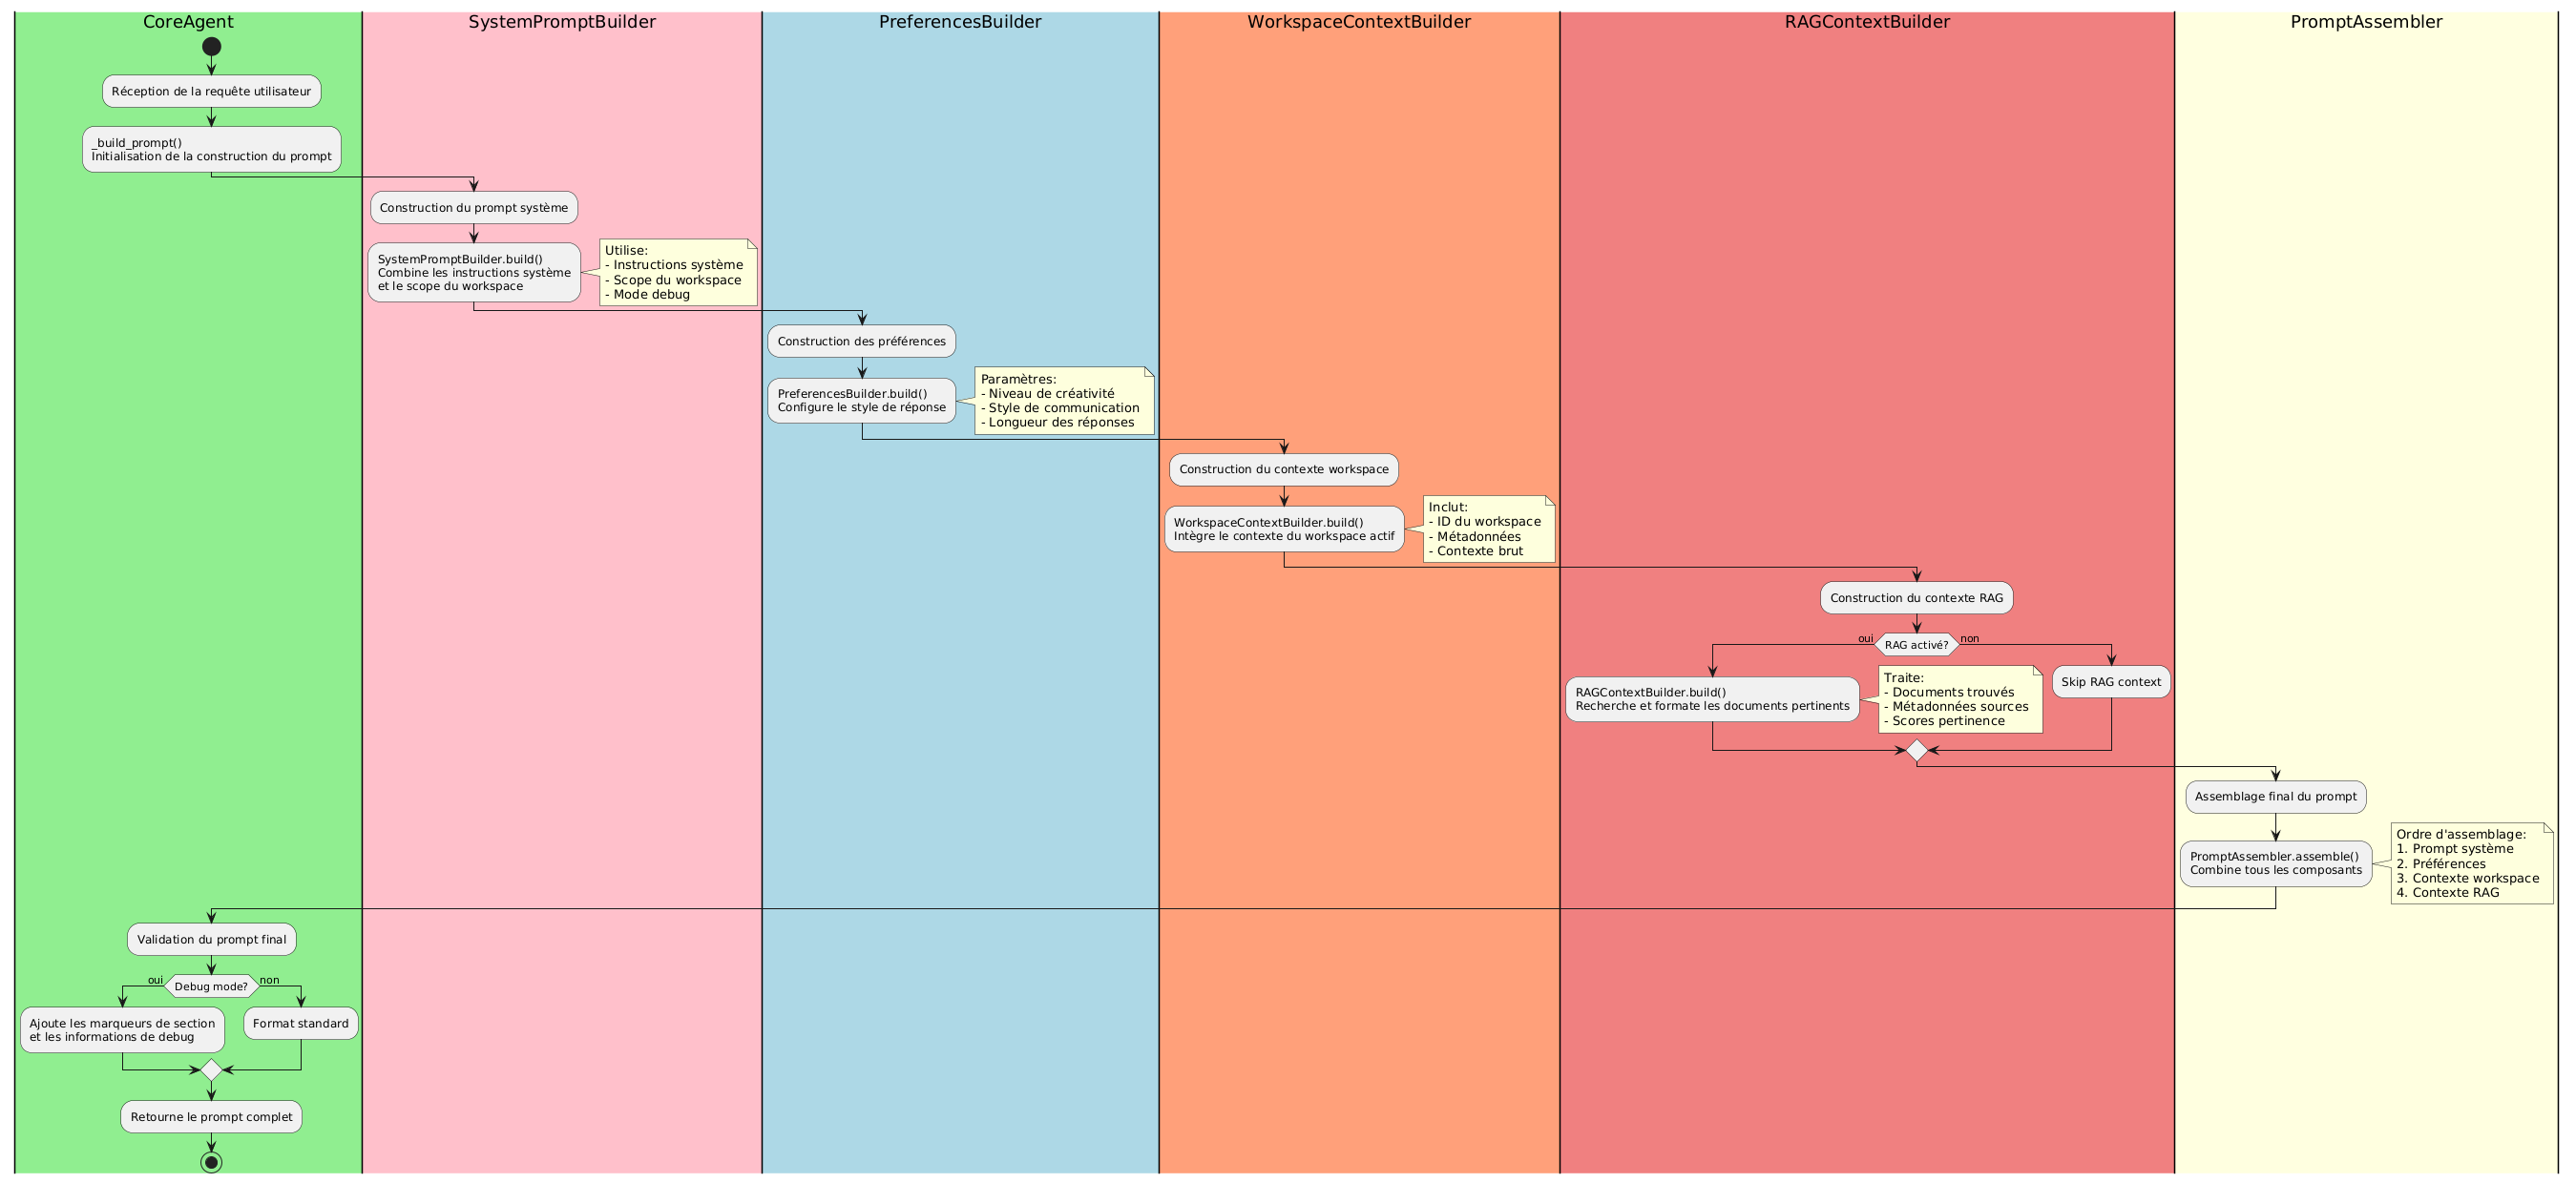 CoreAgent
SystemPromptBuilder
PreferencesBuilder
WorkspaceContextBuilder
RAGContextBuilder
PromptAssembler
Réception de la requête utilisateur
_build_prompt()
Initialisation de la construction du prompt
Construction du prompt système
SystemPromptBuilder.build()
Combine les instructions système
et le scope du workspace
Utilise:
- Instructions système
- Scope du workspace
- Mode debug
Construction des préférences
PreferencesBuilder.build()
Configure le style de réponse
Paramètres:
- Niveau de créativité
- Style de communication
- Longueur des réponses
Construction du contexte workspace
WorkspaceContextBuilder.build()
Intègre le contexte du workspace actif
Inclut:
- ID du workspace
- Métadonnées
- Contexte brut
Construction du contexte RAG
oui
RAG activé?
non
RAGContextBuilder.build()
Recherche et formate les documents pertinents
Traite:
- Documents trouvés
- Métadonnées sources
- Scores pertinence
Skip RAG context
Assemblage final du prompt
PromptAssembler.assemble()
Combine tous les composants
Ordre d'assemblage:
1. Prompt système
2. Préférences
3. Contexte workspace
4. Contexte RAG
Validation du prompt final
oui
Debug mode?
non
Ajoute les marqueurs de section
et les informations de debug
Format standard
Retourne le prompt complet